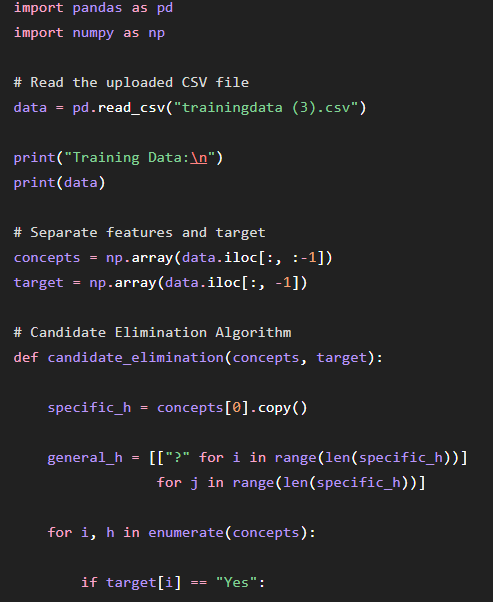 import pandas as pd
import numpy as np
# Read the uploaded CSV file
data = pd.read_csv("trainingdata (3).csv")
print("Training Data:\n")
print(data)
# Separate features and target
concepts = np.array(data.iloc[:, :-1])
target = np.array(data.iloc[:, -1])
# Candidate Elimination Algorithm
def candidate_elimination(concepts, target):
    specific_h = concepts[0].copy()
    general_h = [["?" for i in range(len(specific_h))]
                 for j in range(len(specific_h))]
    for i, h in enumerate(concepts):
        if target[i] == "Yes":